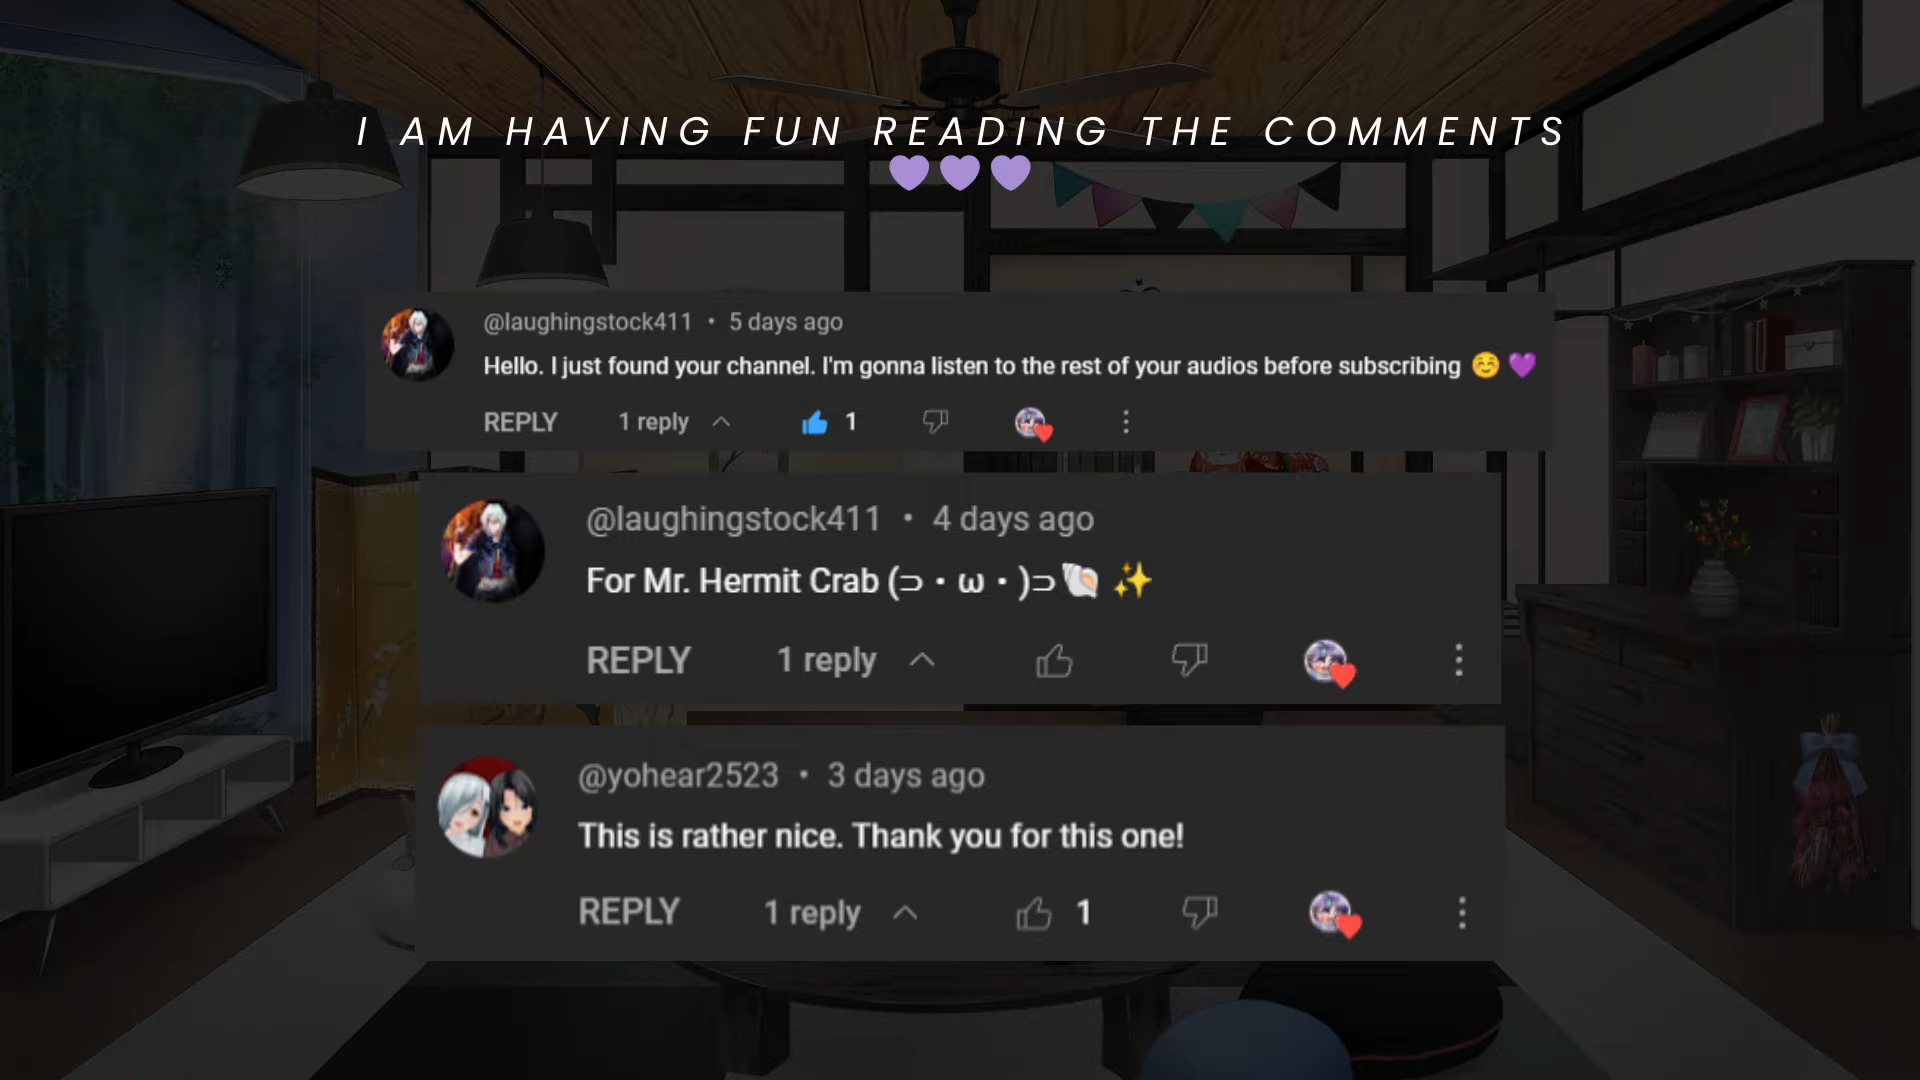 I AM HAVING FUN READING THE COMMENTS
💜💜💜
@laughingstock411 • 5 days ago
Hello. I just found your channel. I'm gonna listen to the rest of your audios before subscribing ☺️ 💜
REPLY 1 reply 1
@laughingstock411 • 4 days ago
For Mr. Hermit Crab (⊃・ω・)⊃🐚 ✨
REPLY 1 reply
@yohear2523 • 3 days ago
This is rather nice. Thank you for this one!
REPLY 1 reply 1